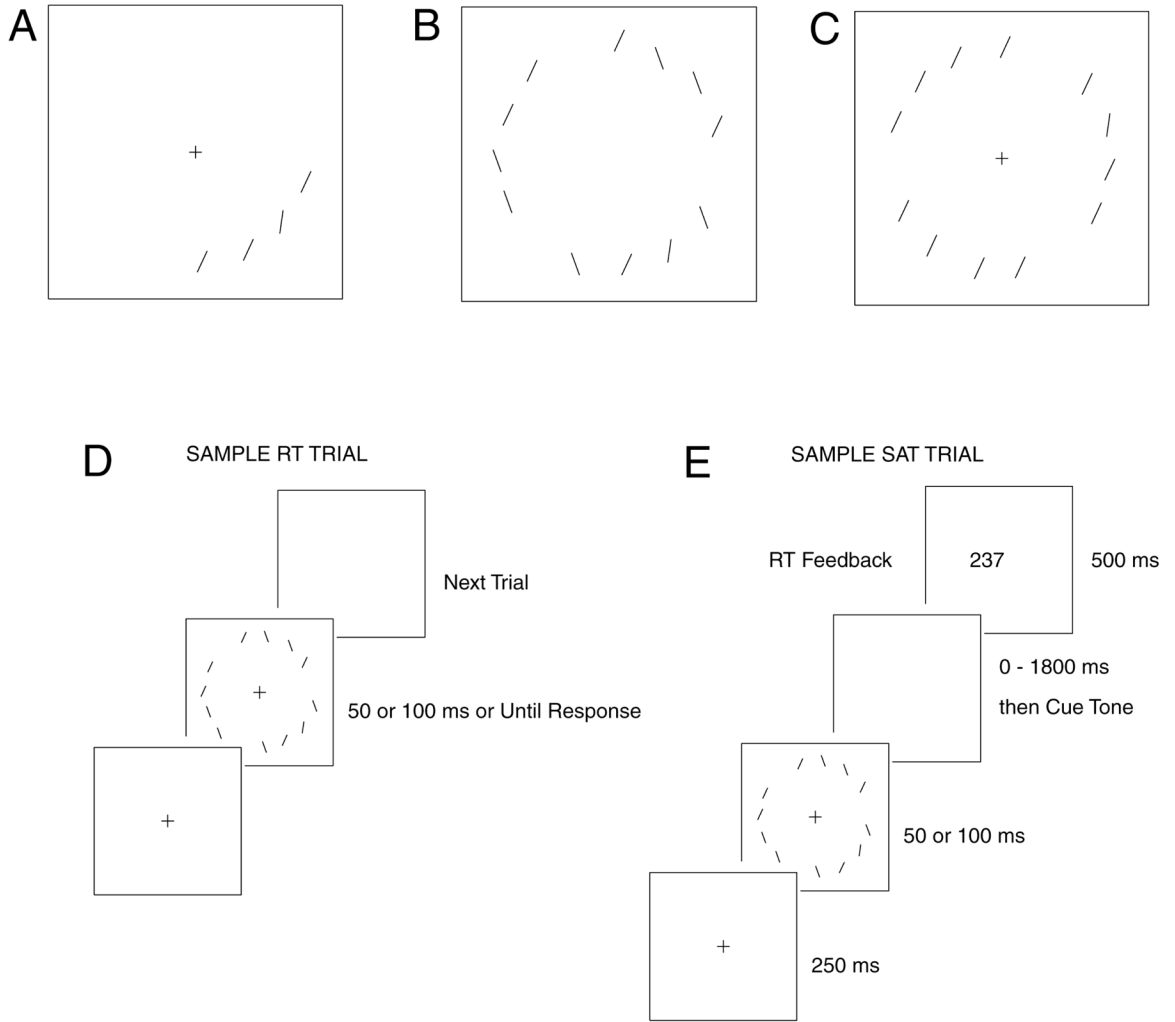 A
B
C
D
SAMPLE RT TRIAL
Next Trial
50 or 100 ms or Until Response
E
SAMPLE SAT TRIAL
RT Feedback
237
500 ms
0 - 1800 ms
then Cue Tone
50 or 100 ms
250 ms